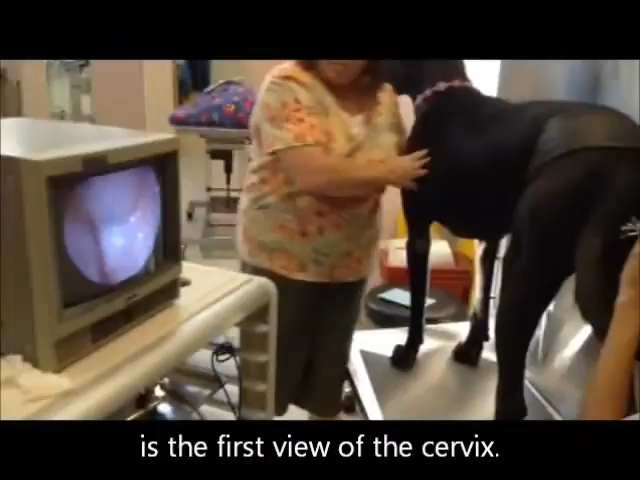 is the first view of the cervix.